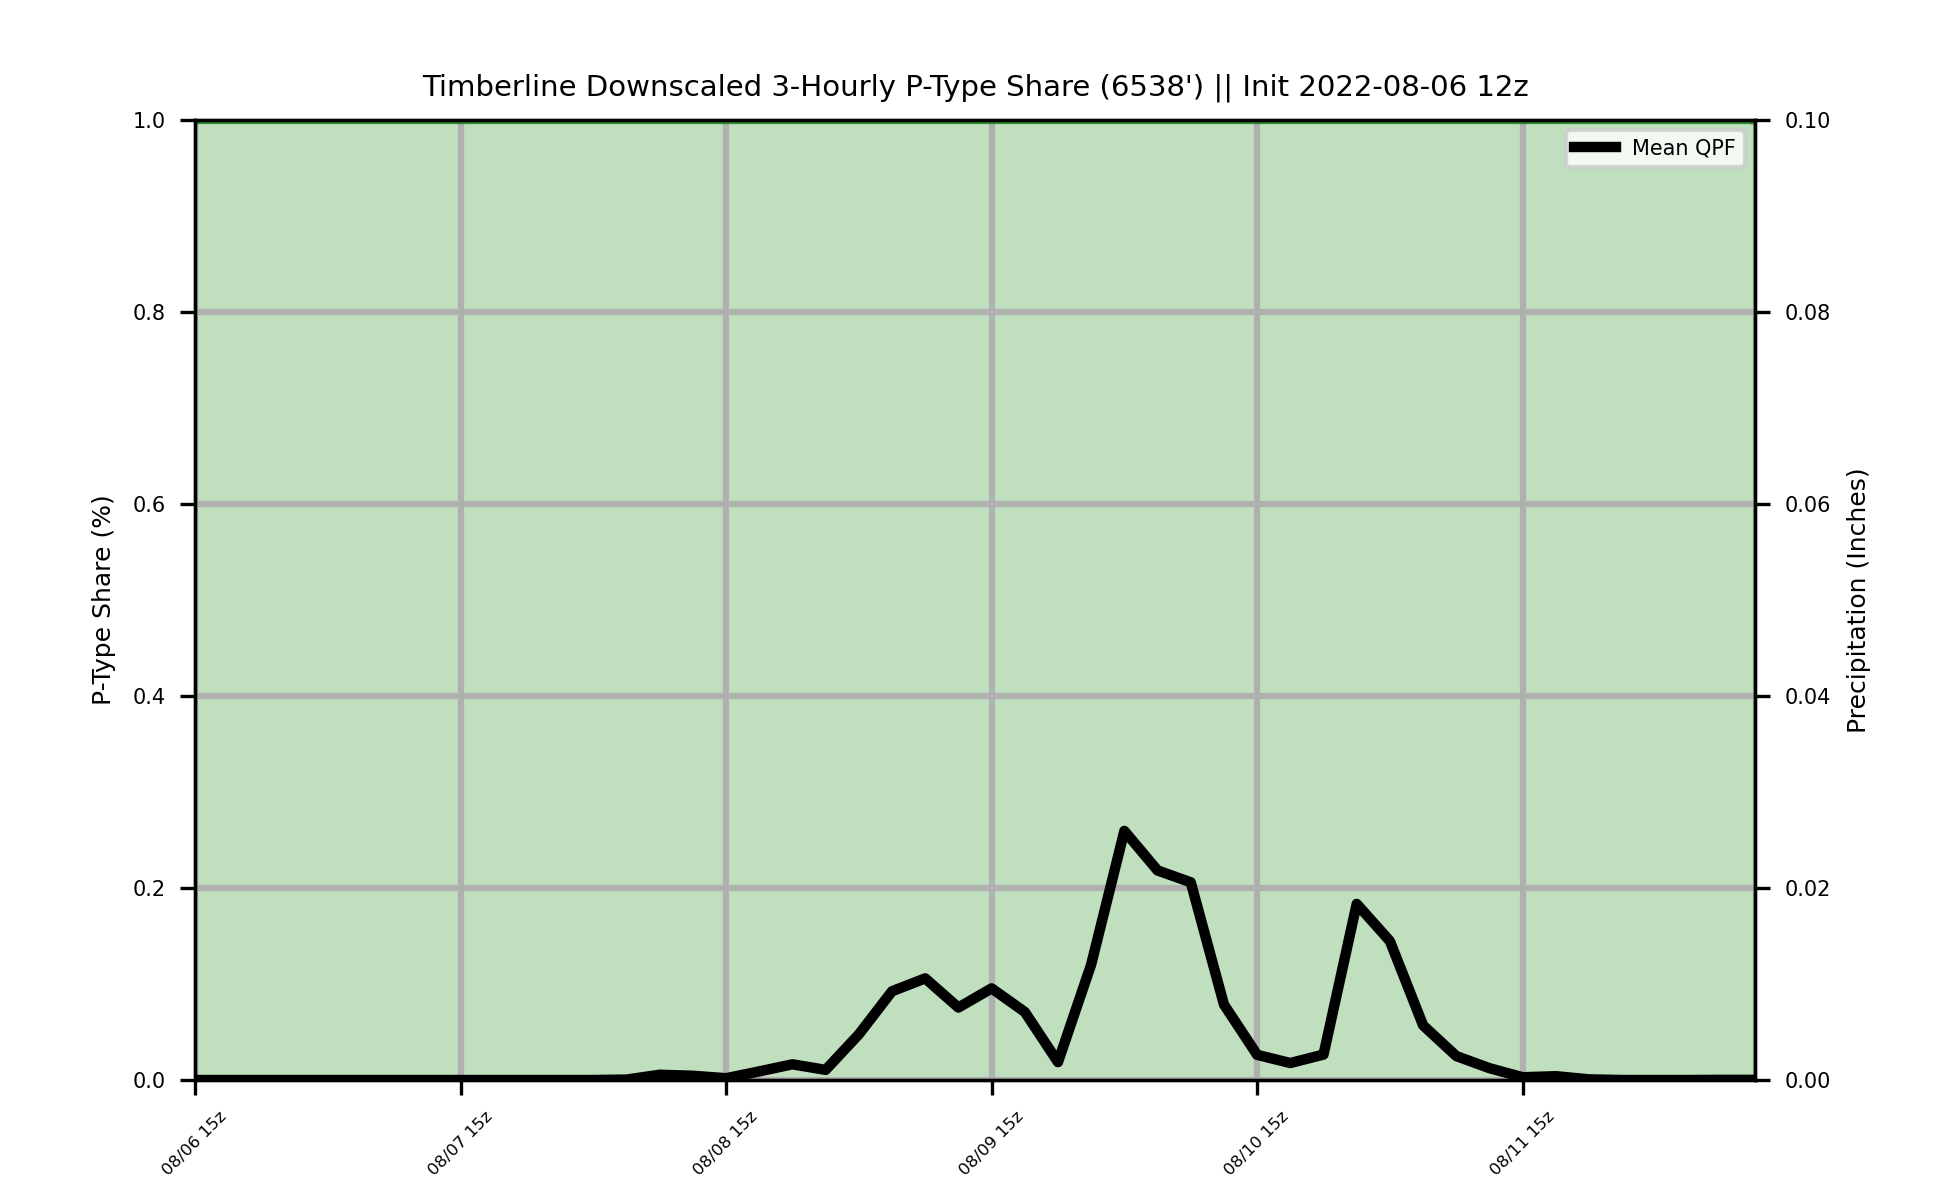 Timberline Downscaled 3-Hourly P-Type Share (6538') || Init 2022-08-06 12z
Mean QPF
P-Type Share (%)
1.0
0.8
0.6
0.4
0.2
0.0
0.10
0.08
0.06
0.04
0.02
0.00
Precipitation (Inches)
08/06 15z
08/07 15z
08/08 15z
08/09 15z
08/10 15z
08/11 15z